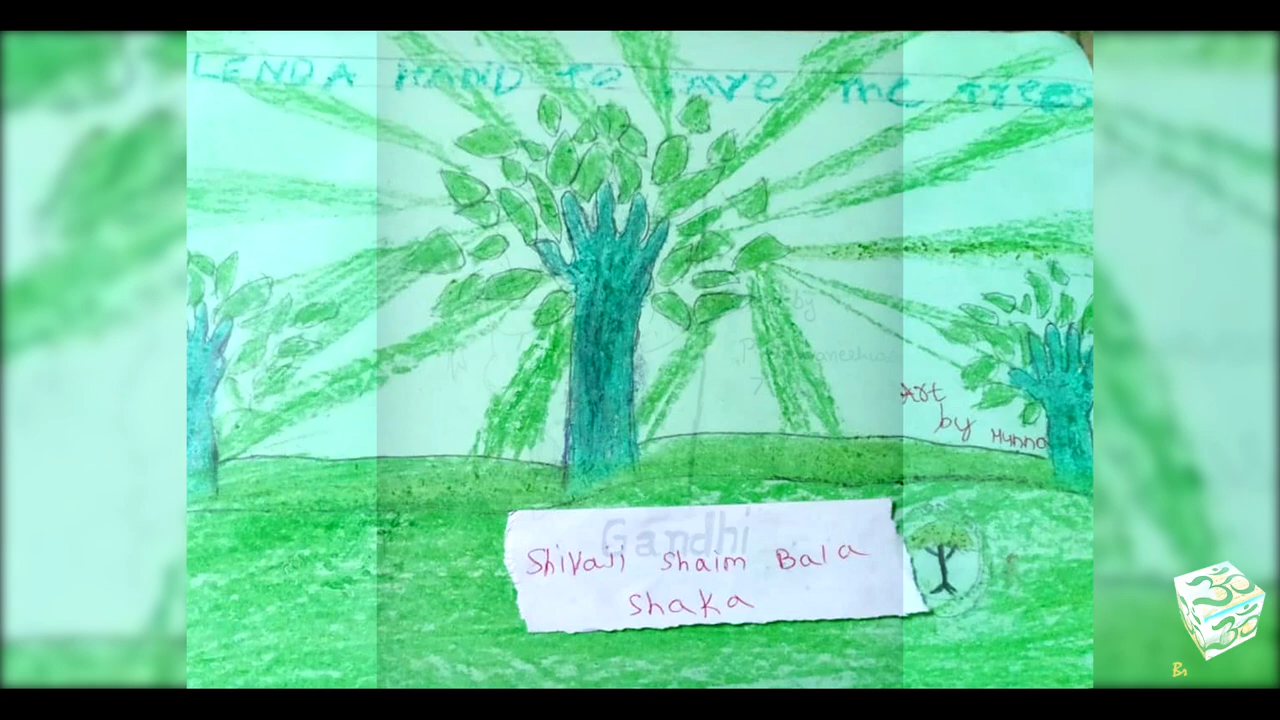 LEND A HAND TO save the trees
Art
by Munna
Gandhi
Shivaji Shaim Bala
Shaka
ॐ
ॐ